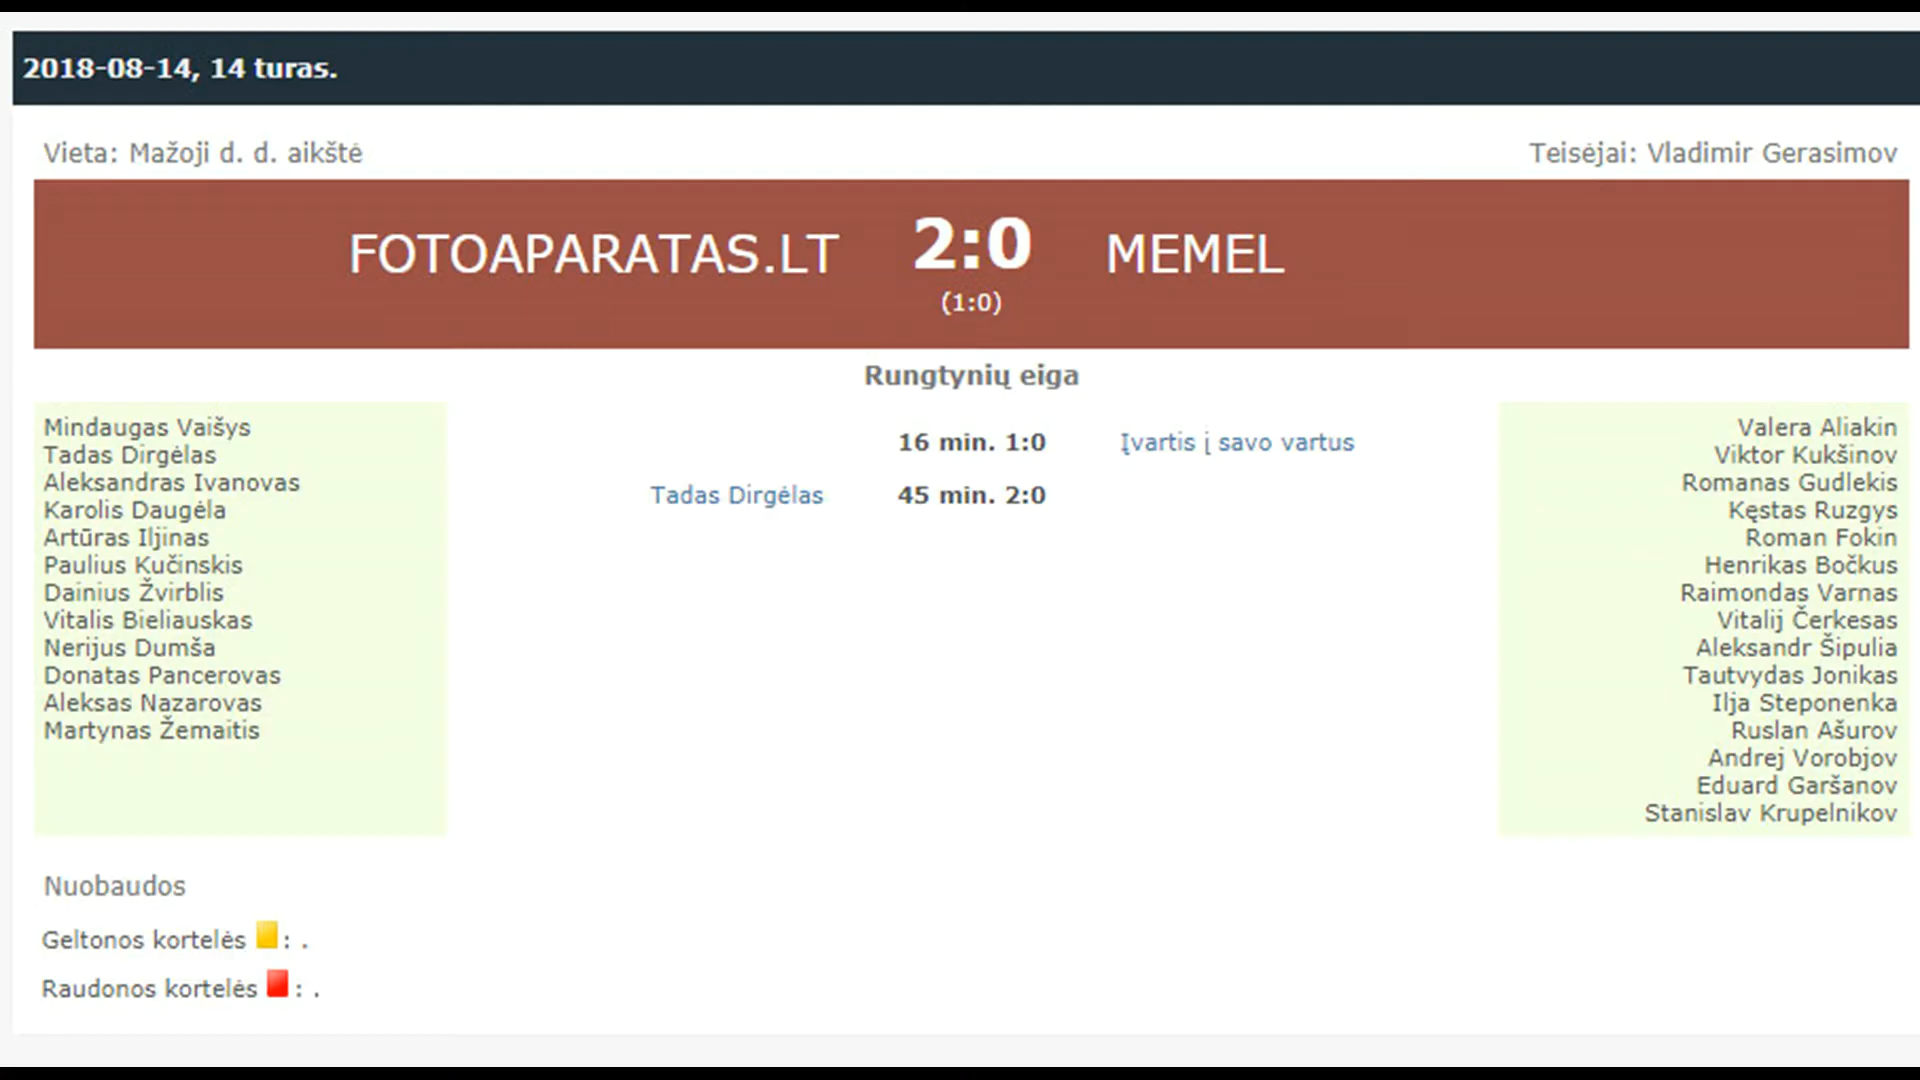 2018-08-14, 14 turas.
Vieta: Mažoji d. d. aikštė
Teisėjai: Vladimir Gerasimov
FOTOAPARATAS.LT 2:0 MEMEL
(1:0)
Rungtynių eiga
Mindaugas Vaišys
Tadas Dirgėlas
Aleksandras Ivanovas
Karolis Daugėla
Artūras Iljinas
Paulius Kučinskis
Dainius Žvirblis
Vitalis Bieliauskas
Nerijus Dumša
Donatas Pancerovas
Aleksas Nazarovas
Martynas Žemaitis
16 min. 1:0 Įvartis į savo vartus
Tadas Dirgėlas 45 min. 2:0
Valera Aliakin
Viktor Kukšinov
Romanas Gudlekis
Kęstas Ruzgys
Roman Fokin
Henrikas Bočkus
Raimondas Varnas
Vitalij Čerkesas
Aleksandr Šipulia
Tautvydas Jonikas
Ilja Steponenka
Ruslan Ašurov
Andrej Vorobjov
Eduard Garšanov
Stanislav Krupelnikov
Nuobaudos
Geltonos kortelės : .
Raudonos kortelės : .